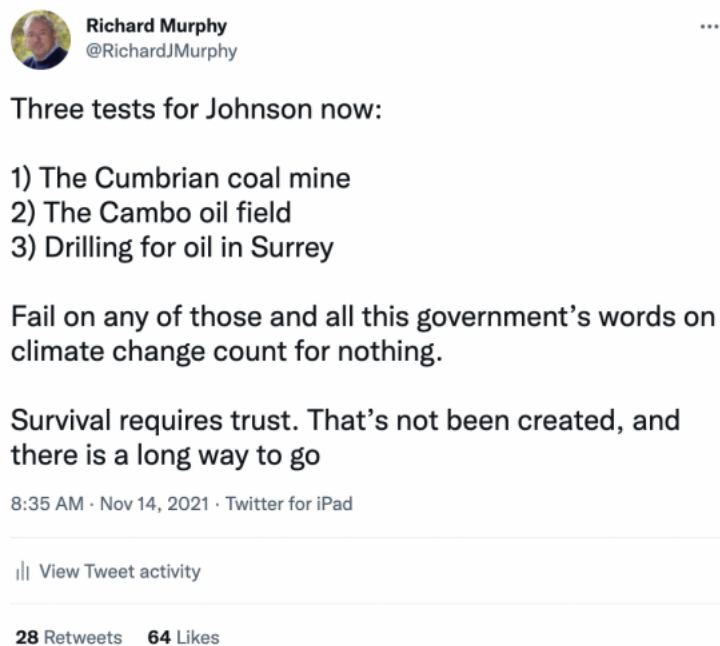 Richard Murphy
@RichardJMurphy
Three tests for Johnson now:
1) The Cumbrian coal mine
2) The Cambo oil field
3) Drilling for oil in Surrey
Fail on any of those and all this government’s words on
climate change count for nothing.
Survival requires trust. That’s not been created, and
there is a long way to go
8:35 AM · Nov 14, 2021 · Twitter for iPad
View Tweet activity
28 Retweets 64 Likes